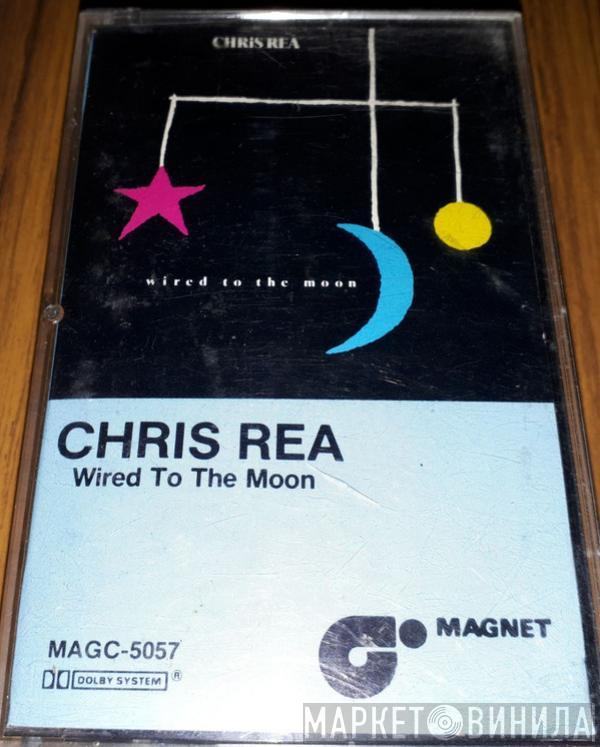 CHRiS REA
wired to the moon
CHRIS REA
Wired To The Moon
MAGNET
MAGC-5057
DOLBY SYSTEM ®
МАРКЕТ ВИНИЛА